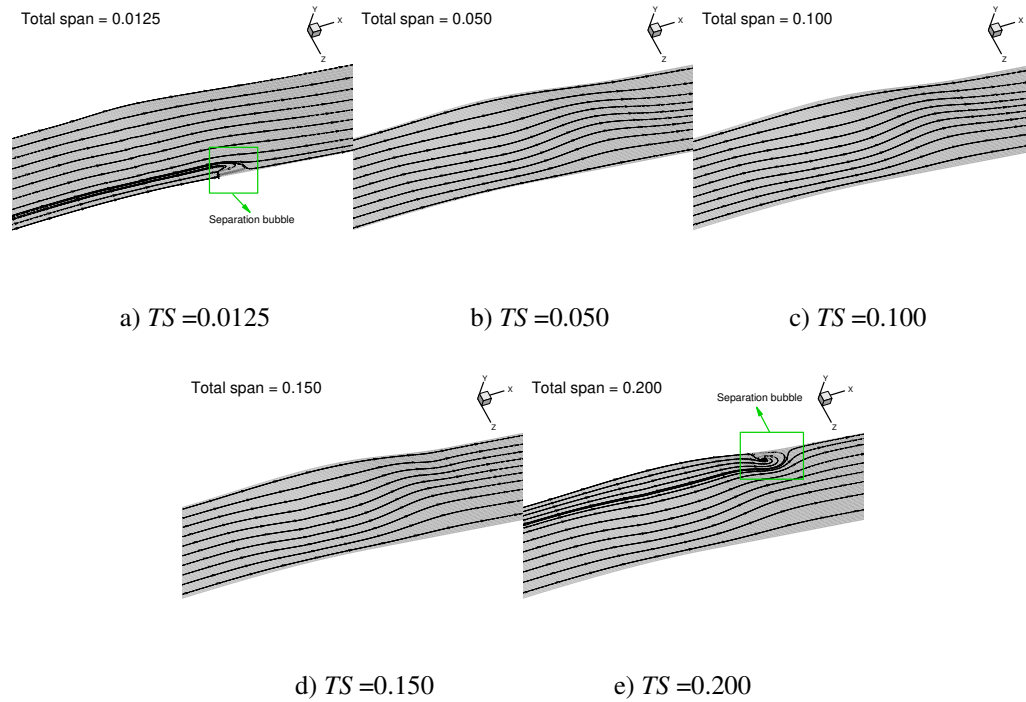 Total span = 0.0125
Y
X
Z
Separation bubble
a) TS =0.0125
Total span = 0.050
Y
X
Z
b) TS =0.050
Total span = 0.100
Y
X
Z
c) TS =0.100
Total span = 0.150
Y
X
Z
d) TS =0.150
Total span = 0.200
Y
X
Z
Separation bubble
e) TS =0.200